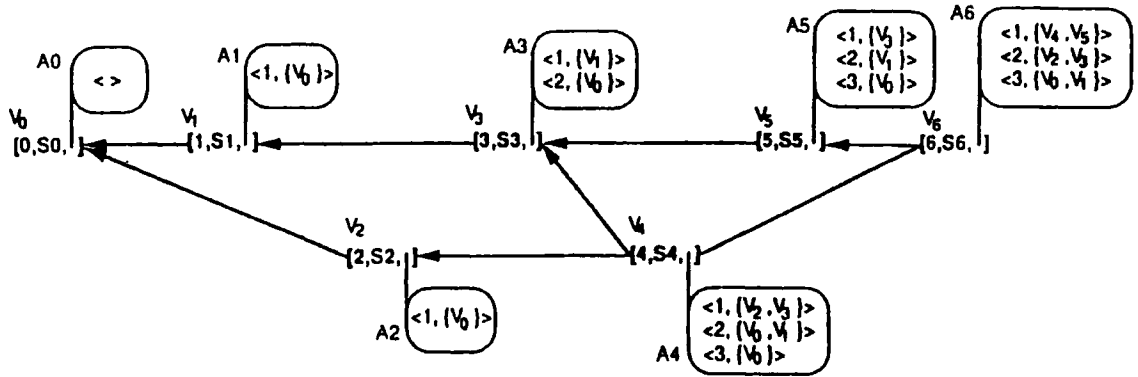 A0
< >
A1
<1, {V0}>
A3
<1, {V1}>
<2, {V0}>
A5
<1, {V3}>
<2, {V1}>
<3, {V0}>
A6
<1, {V4 ,V5}>
<2, {V2 ,V3}>
<3, {V0 ,V1}>
V0
[0,S0, ]
V1
[1,S1, ]
V3
[3,S3, ]
V5
[5,S5, ]
V6
[6,S6, ]
V2
[2,S2, ]
V4
[4,S4, ]
A2
<1, {V0}>
A4
<1, {V2 ,V3}>
<2, {V0 ,V1}>
<3, {V0}>